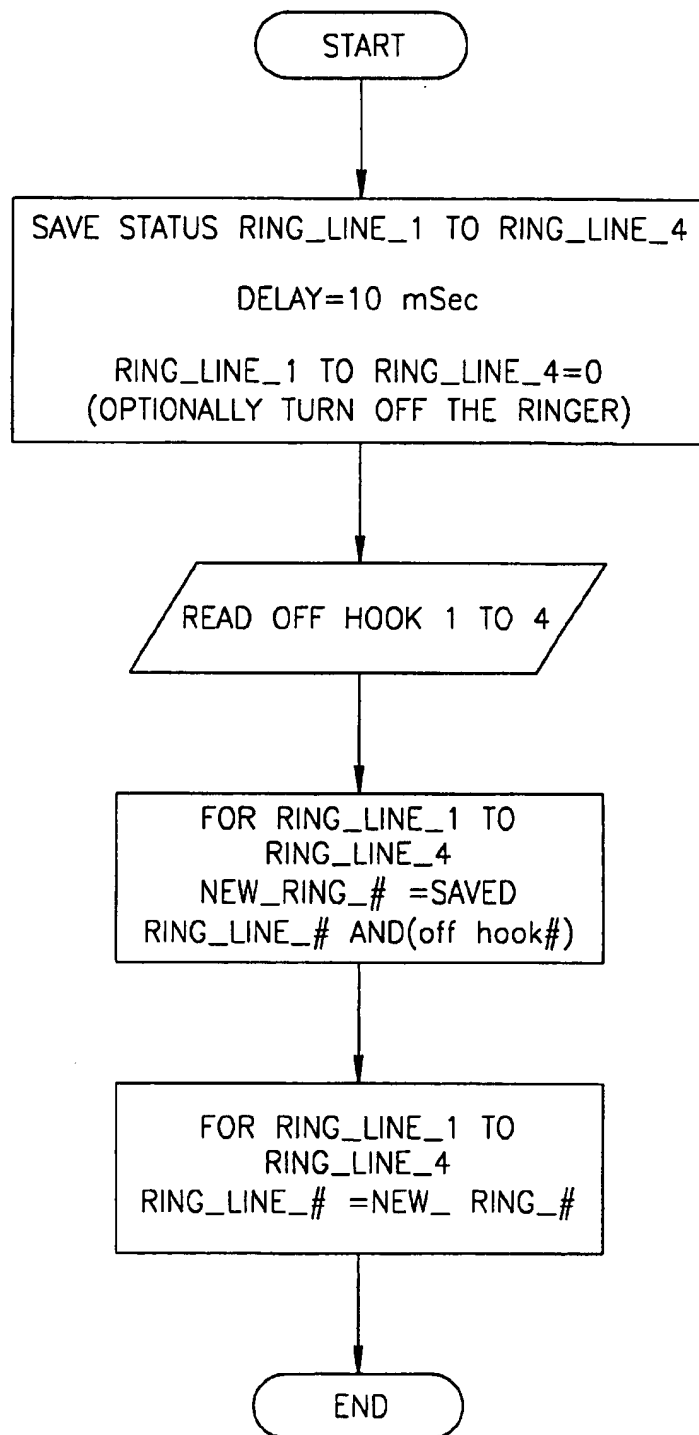 START
SAVE STATUS RING_LINE_1 TO RING_LINE_4
DELAY=10 mSec
RING_LINE_1 TO RING_LINE_4=0
(OPTIONALLY TURN OFF THE RINGER)
READ OFF HOOK 1 TO 4
FOR RING_LINE_1 TO
RING_LINE_4
NEW_RING_# =SAVED
RING_LINE_# AND(off hook#)
FOR RING_LINE_1 TO
RING_LINE_4
RING_LINE_# =NEW_ RING_#
END